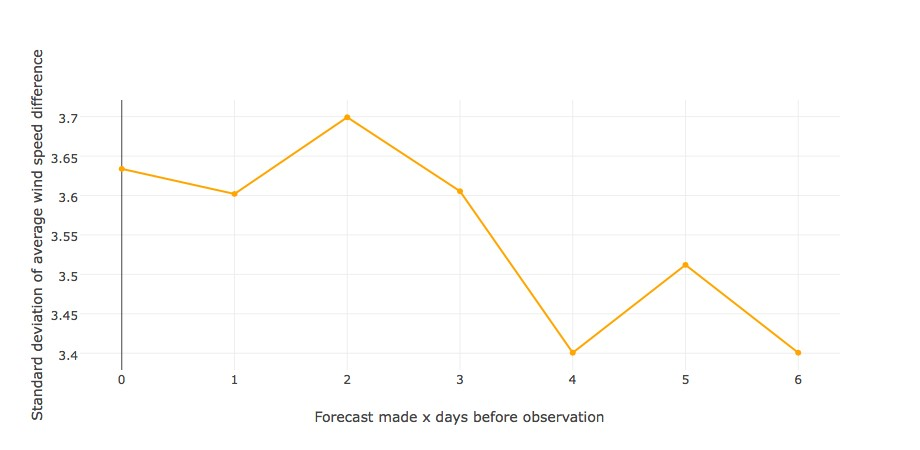 Standard deviation of average wind speed difference
3.7
3.65
3.6
3.55
3.5
3.45
3.4
0 1 2 3 4 5 6
Forecast made x days before observation